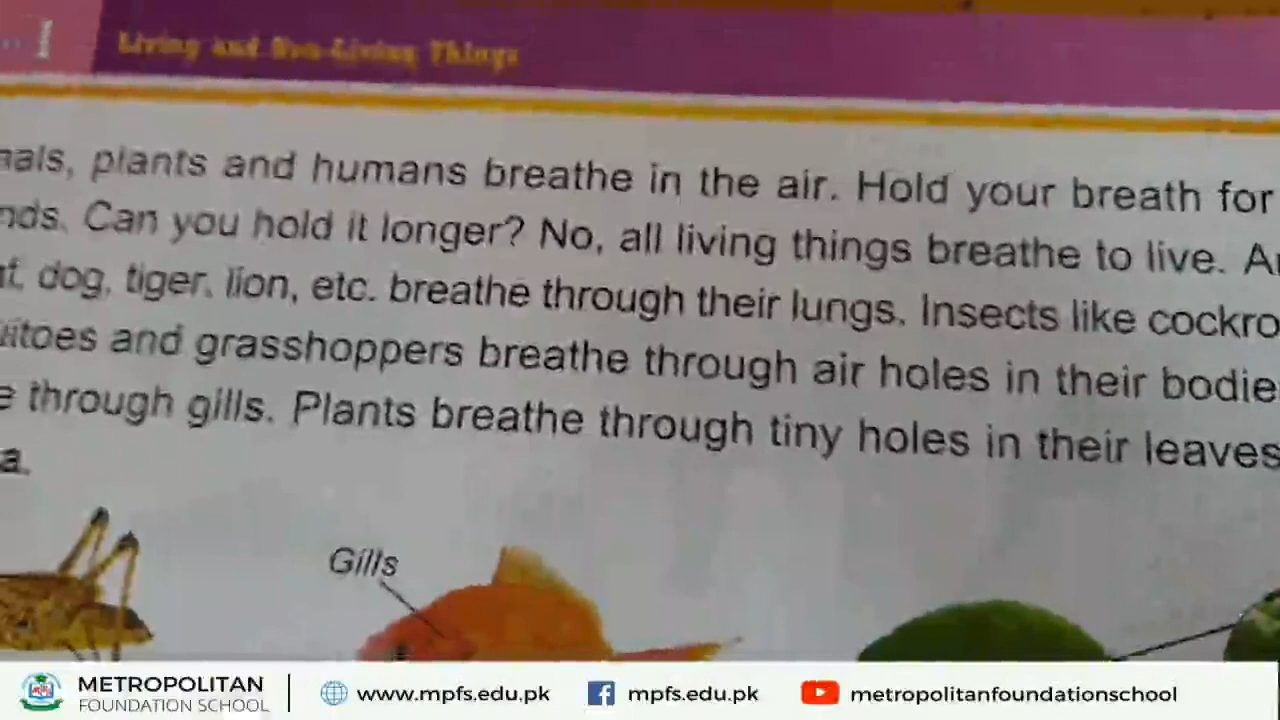 Living and Non-Living Things
mals, plants and humans breathe in the air. Hold your breath for
nds. Can you hold it longer? No, all living things breathe to live. An
at, dog, tiger, lion, etc. breathe through their lungs. Insects like cockro
uitoes and grasshoppers breathe through air holes in their bodie
e through gills. Plants breathe through tiny holes in their leaves
a.
Gills
METROPOLITAN
FOUNDATION SCHOOL
www.mpfs.edu.pk
mpfs.edu.pk
metropolitanfoundationschool